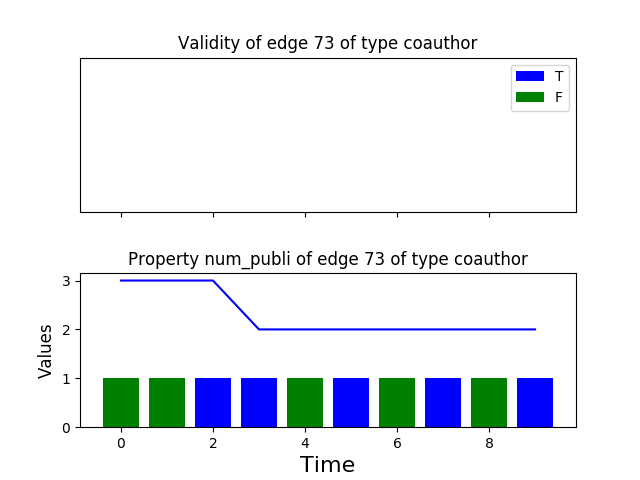 Validity of edge 73 of type coauthor
T
F
Property num_publi of edge 73 of type coauthor
3
2
1
0
Values
0 2 4 6 8
Time